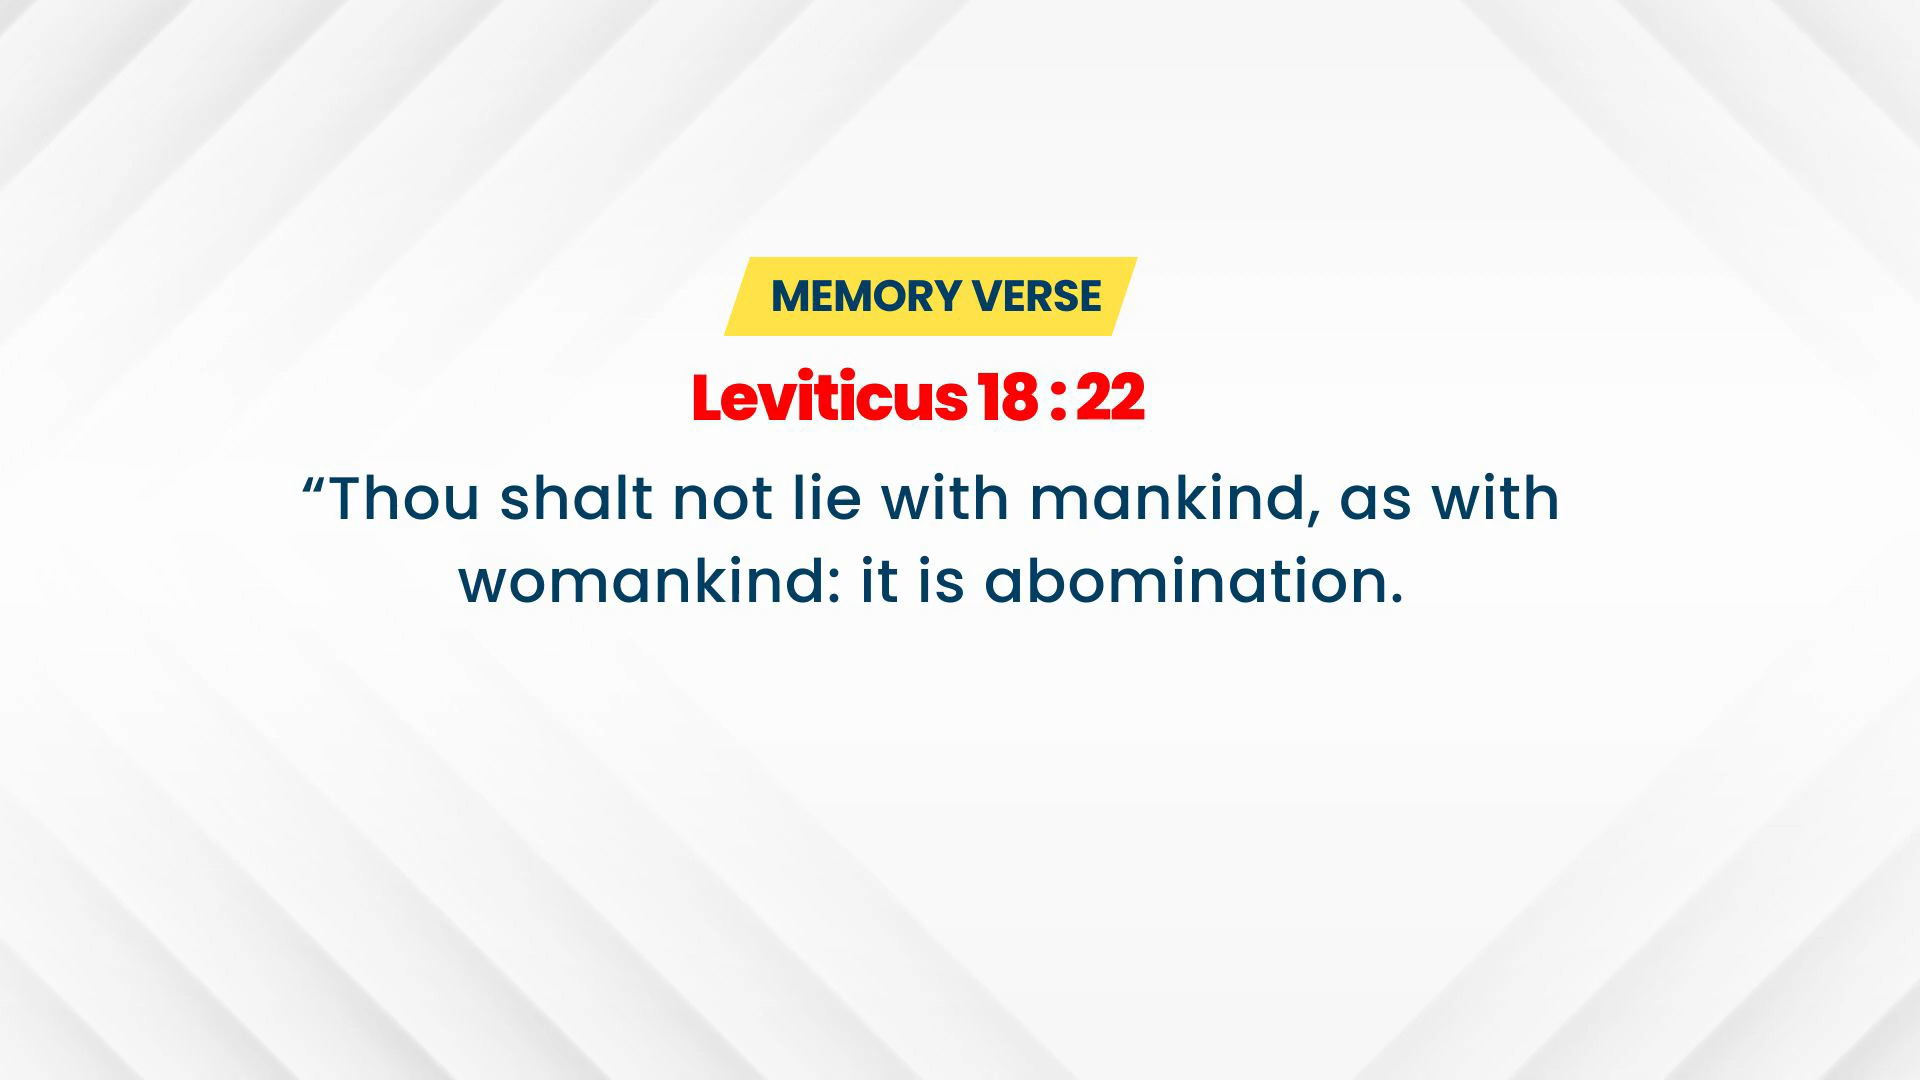 MEMORY VERSE
Leviticus 18 : 22
“Thou shalt not lie with mankind, as with
womankind: it is abomination.